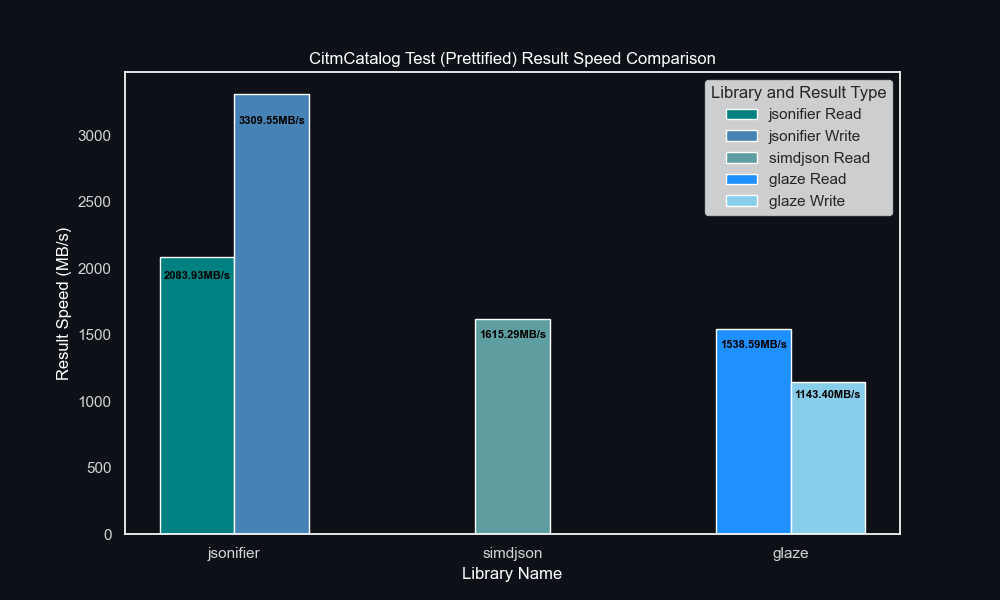 CitmCatalog Test (Prettified) Result Speed Comparison
Library and Result Type
jsonifier Read
jsonifier Write
simdjson Read
glaze Read
glaze Write
3309.55MB/s
2083.93MB/s
1615.29MB/s
1538.59MB/s
1143.40MB/s
Result Speed (MB/s)
3000
2500
2000
1500
1000
500
0
jsonifier
simdjson
glaze
Library Name